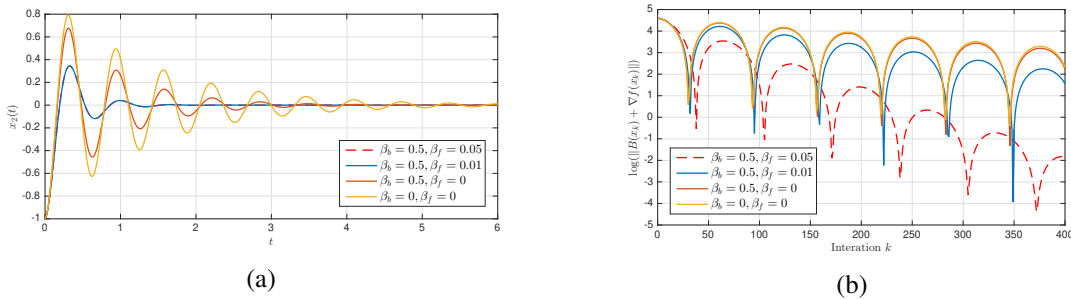 0.8
0.6
0.4
0.2
0
-0.2
-0.4
-0.6
-0.8
-1
x₂(t)
0 1 2 3 4 5 6
t
β_b = 0.5, β_f = 0.05
β_b = 0.5, β_f = 0.01
β_b = 0.5, β_f = 0
β_b = 0, β_f = 0
(a)
5
4
3
2
1
0
-1
-2
-3
-4
-5
log(||B(x_k) + ∇f(x_k)||)
0 50 100 150 200 250 300 350 400
Interation k
β_b = 0.5, β_f = 0.05
β_b = 0.5, β_f = 0.01
β_b = 0.5, β_f = 0
β_b = 0, β_f = 0
(b)